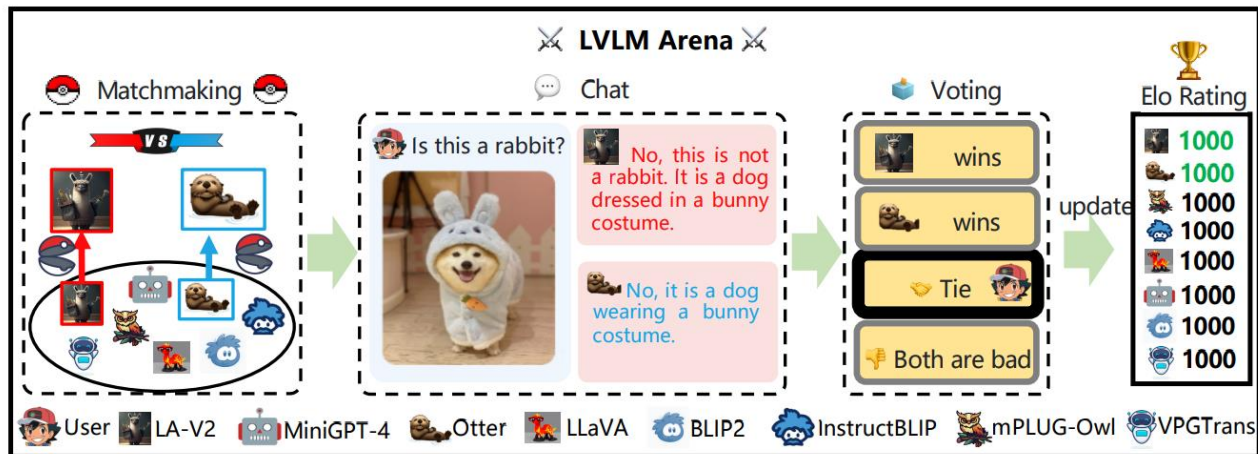 LVLM Arena
Matchmaking
Chat
Voting
Elo Rating
VS
Is this a rabbit?
No, this is not
a rabbit. It is a dog
dressed in a bunny
costume.
No, it is a dog
wearing a bunny
costume.
wins
wins
Tie
Both are bad
update
1000
1000
1000
1000
1000
1000
1000
1000
User LA-V2 MiniGPT-4 Otter LLaVA BLIP2 InstructBLIP mPLUG-Owl VPGTrans